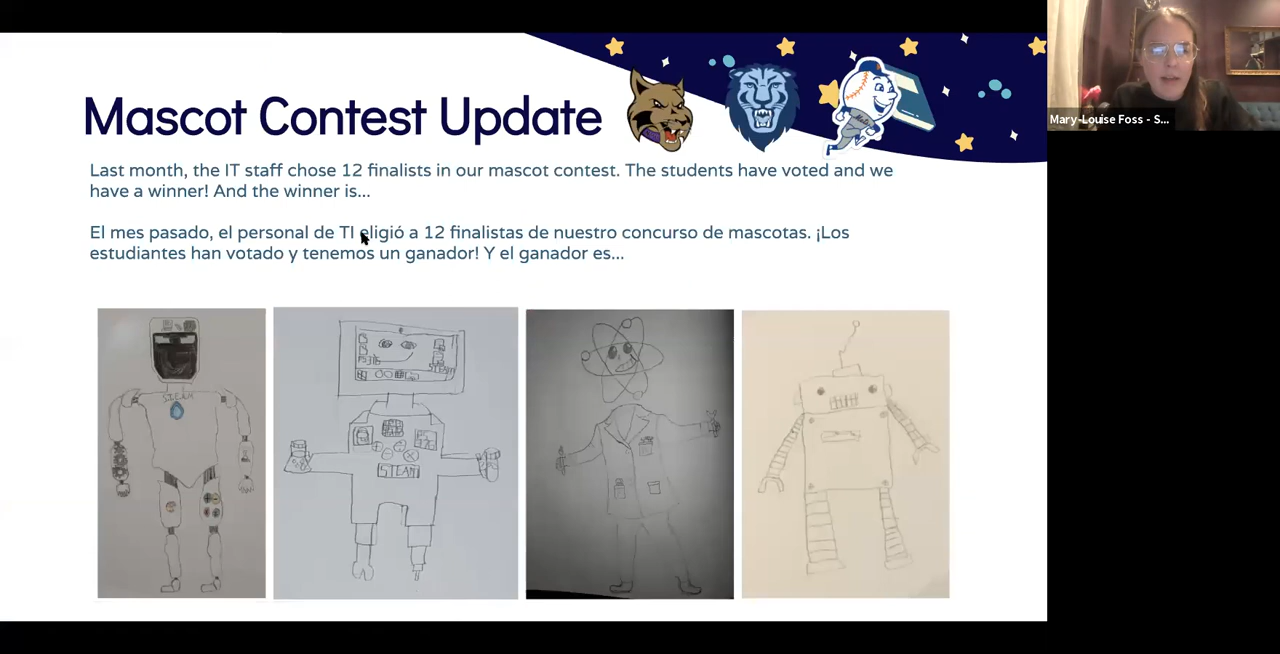 Mascot Contest Update
Last month, the IT staff chose 12 finalists in our mascot contest. The students have voted and we
have a winner! And the winner is...
El mes pasado, el personal de TI eligió a 12 finalistas de nuestro concurso de mascotas. ¡Los
estudiantes han votado y tenemos un ganador! Y el ganador es...
Mary-Louise Foss - S...
S.T.E.A.M
STEAM
STEAM